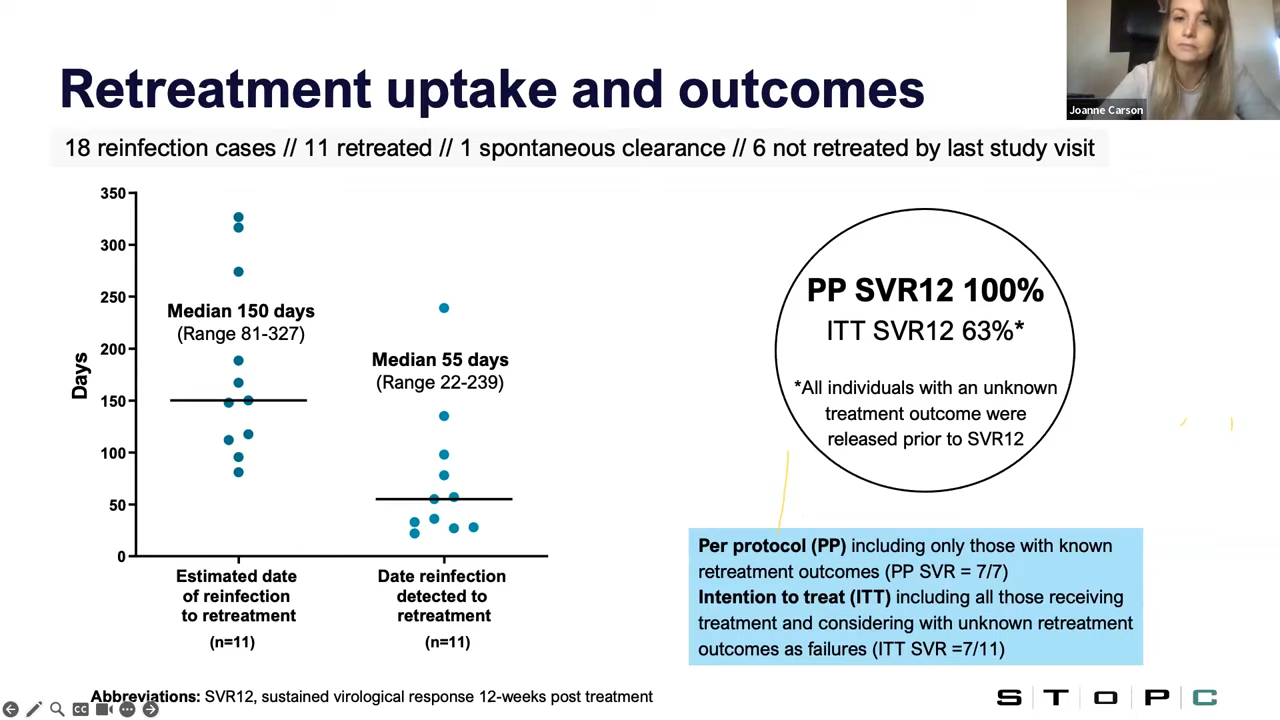 Retreatment uptake and outcomes
Joanne Carson
18 reinfection cases // 11 retreated // 1 spontaneous clearance // 6 not retreated by last study visit
350
300
250
200
150
100
50
0
Days
Median 150 days
(Range 81-327)
Median 55 days
(Range 22-239)
Estimated date
of reinfection
to retreatment
(n=11)
Date reinfection
detected to
retreatment
(n=11)
PP SVR12 100%
ITT SVR12 63%*
*All individuals with an unknown
treatment outcome were
released prior to SVR12
Per protocol (PP) including only those with known
retreatment outcomes (PP SVR = 7/7)
Intention to treat (ITT) including all those receiving
treatment and considering with unknown retreatment
outcomes as failures (ITT SVR =7/11)
Abbreviations: SVR12, sustained virological response 12-weeks post treatment
CC
STOPC